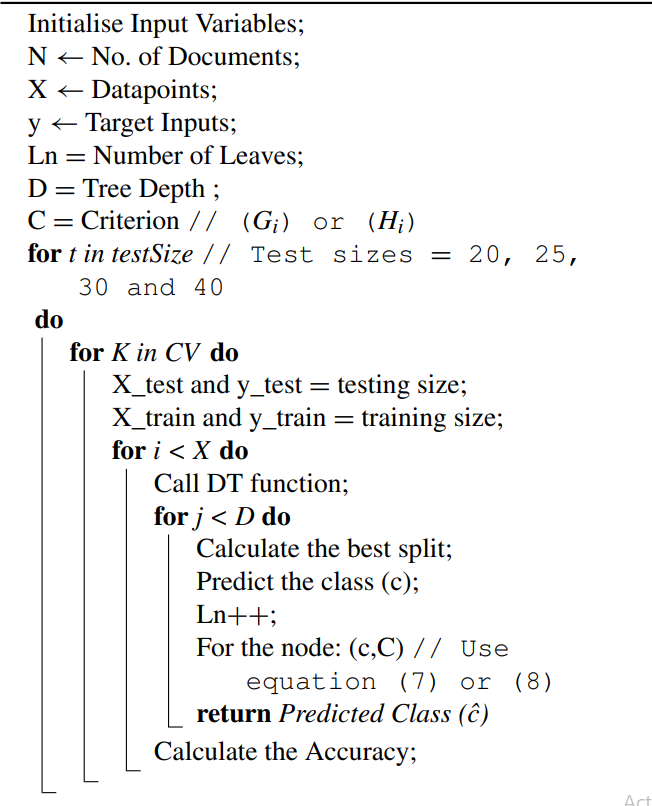 Initialise Input Variables;
N ← No. of Documents;
X ← Datapoints;
y ← Target Inputs;
Ln = Number of Leaves;
D = Tree Depth ;
C = Criterion // (Gᵢ) or (Hᵢ)
for t in testSize // Test sizes = 20, 25,
30 and 40
do
for K in CV do
X_test and y_test = testing size;
X_train and y_train = training size;
for i < X do
Call DT function;
for j < D do
Calculate the best split;
Predict the class (c);
Ln++;
For the node: (c,C) // Use
equation (7) or (8)
return Predicted Class (ĉ)
Calculate the Accuracy;
Act